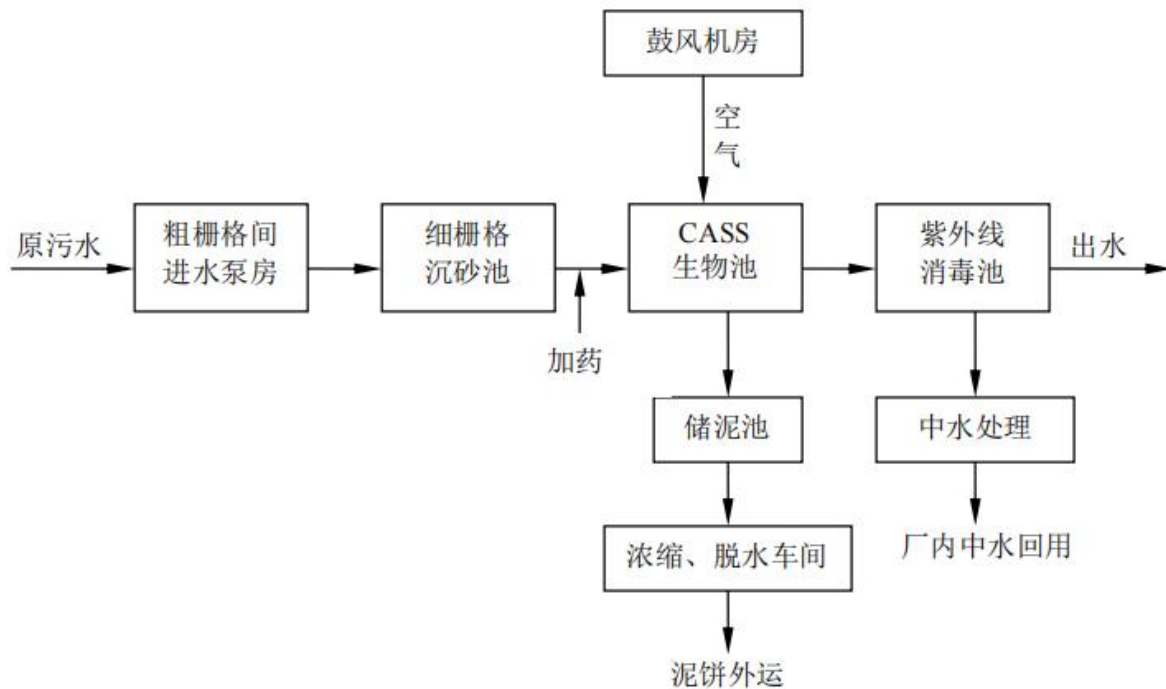 鼓风机房
空
气
原污水
粗栅格间
进水泵房
细栅格
沉砂池
加药
CASS
生物池
紫外线
消毒池
出水
储泥池
中水处理
浓缩、脱水车间
厂内中水回用
泥饼外运